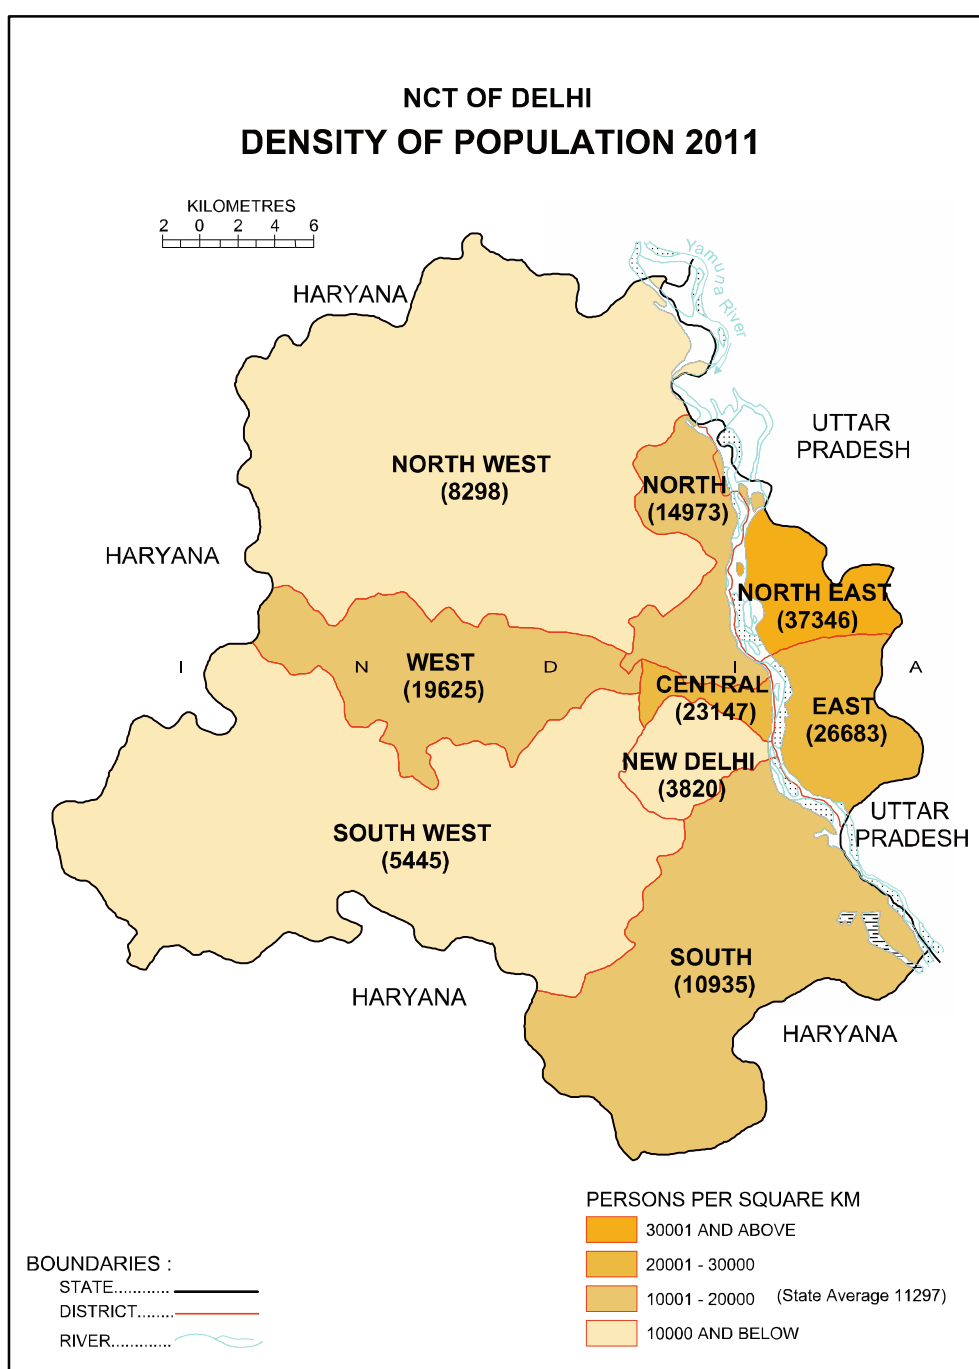 NCT OF DELHI
DENSITY OF POPULATION 2011
KILOMETRES
2 0 2 4 6
Yamuna River
HARYANA
UTTAR
PRADESH
NORTH WEST
(8298)
NORTH
(14973)
HARYANA
NORTH EAST
(37346)
I N D I A
WEST
(19625)
CENTRAL
(23147)
EAST
(26683)
NEW DELHI
(3820)
UTTAR
PRADESH
SOUTH WEST
(5445)
SOUTH
(10935)
HARYANA
HARYANA
PERSONS PER SQUARE KM
30001 AND ABOVE
20001 - 30000
10001 - 20000 (State Average 11297)
10000 AND BELOW
BOUNDARIES :
STATE...........
DISTRICT........
RIVER.............